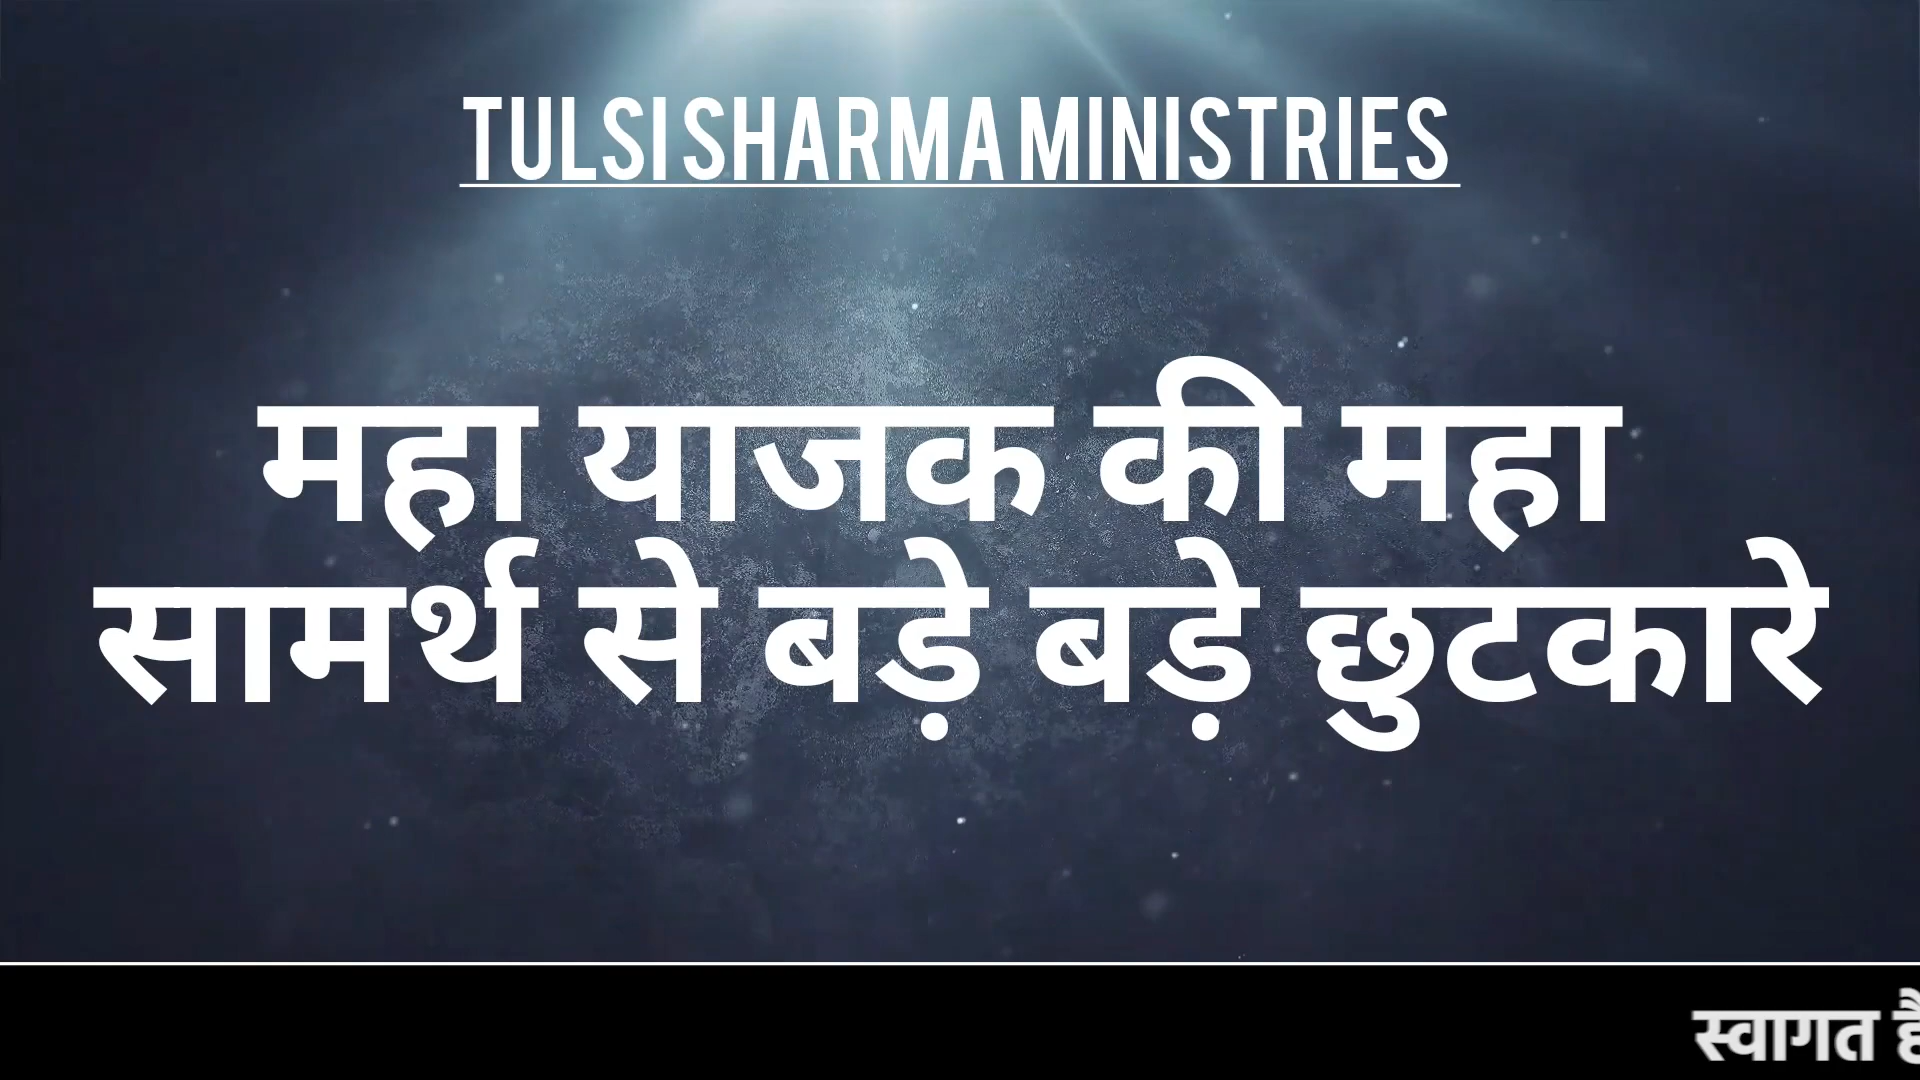 TULSI SHARMA MINISTRIES
महा याजक की महा
सामर्थ से बड़े बड़े छुटकारे
स्वागत है